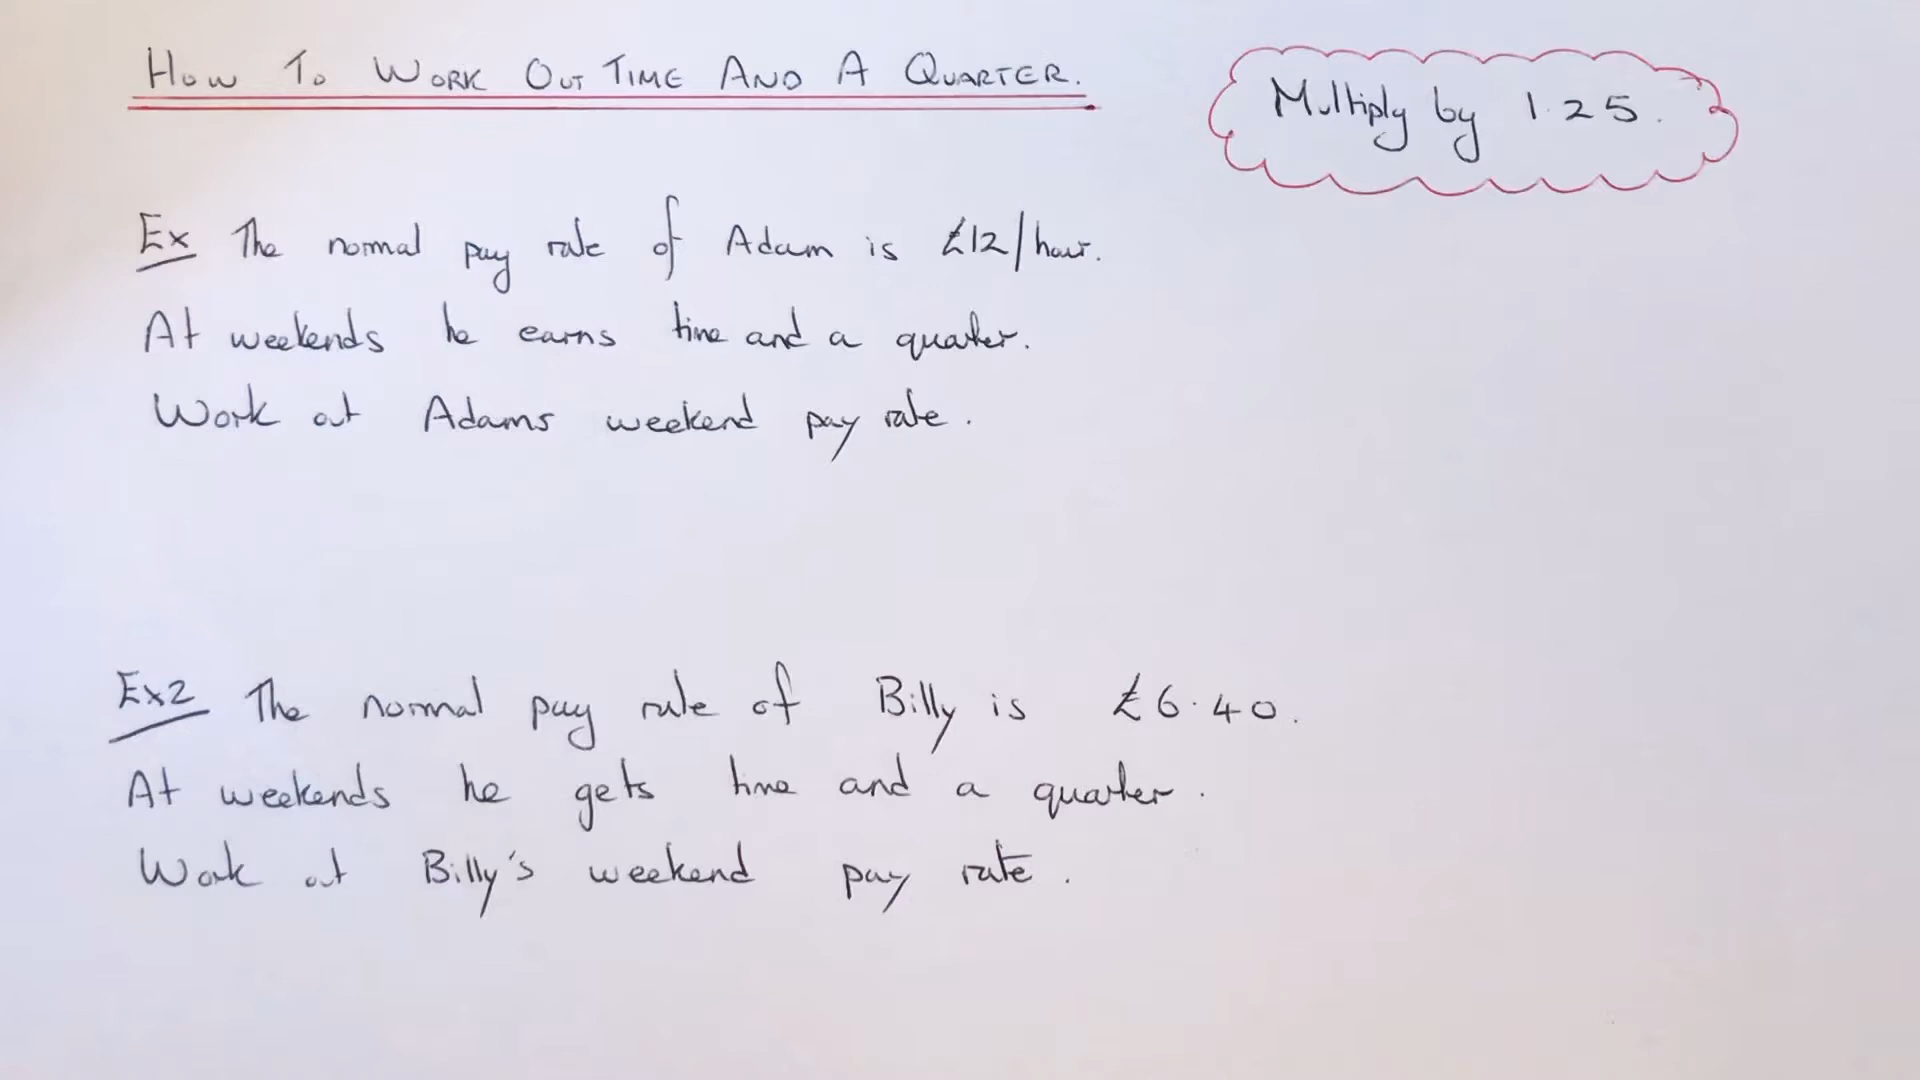 HOW TO WORK OUT TIME AND A QUARTER.
Multiply by 1.25.
Ex The normal pay rate of Adam is £12/hour.
At weekends he earns time and a quarter.
Work out Adams weekend pay rate.
Ex2 The normal pay rate of Billy is £6.40.
At weekends he gets time and a quarter.
Work out Billy's weekend pay rate.